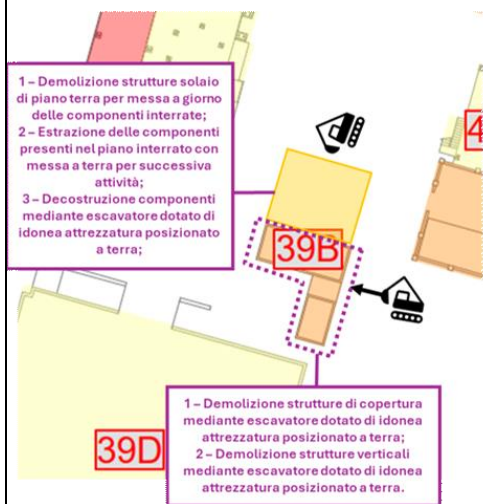 1 – Demolizione strutture solaio
di piano terra per messa a giorno
delle componenti interrate;
2 – Estrazione delle componenti
presenti nel piano interrato con
messa a terra per successiva
attività;
3 – Decostruzione componenti
mediante escavatore dotato di
idonea attrezzatura posizionato
a terra;
4
39B
39D
1 – Demolizione strutture di copertura
mediante escavatore dotato di idonea
attrezzatura posizionato a terra;
2 – Demolizione strutture verticali
mediante escavatore dotato di idonea
attrezzatura posizionato a terra.